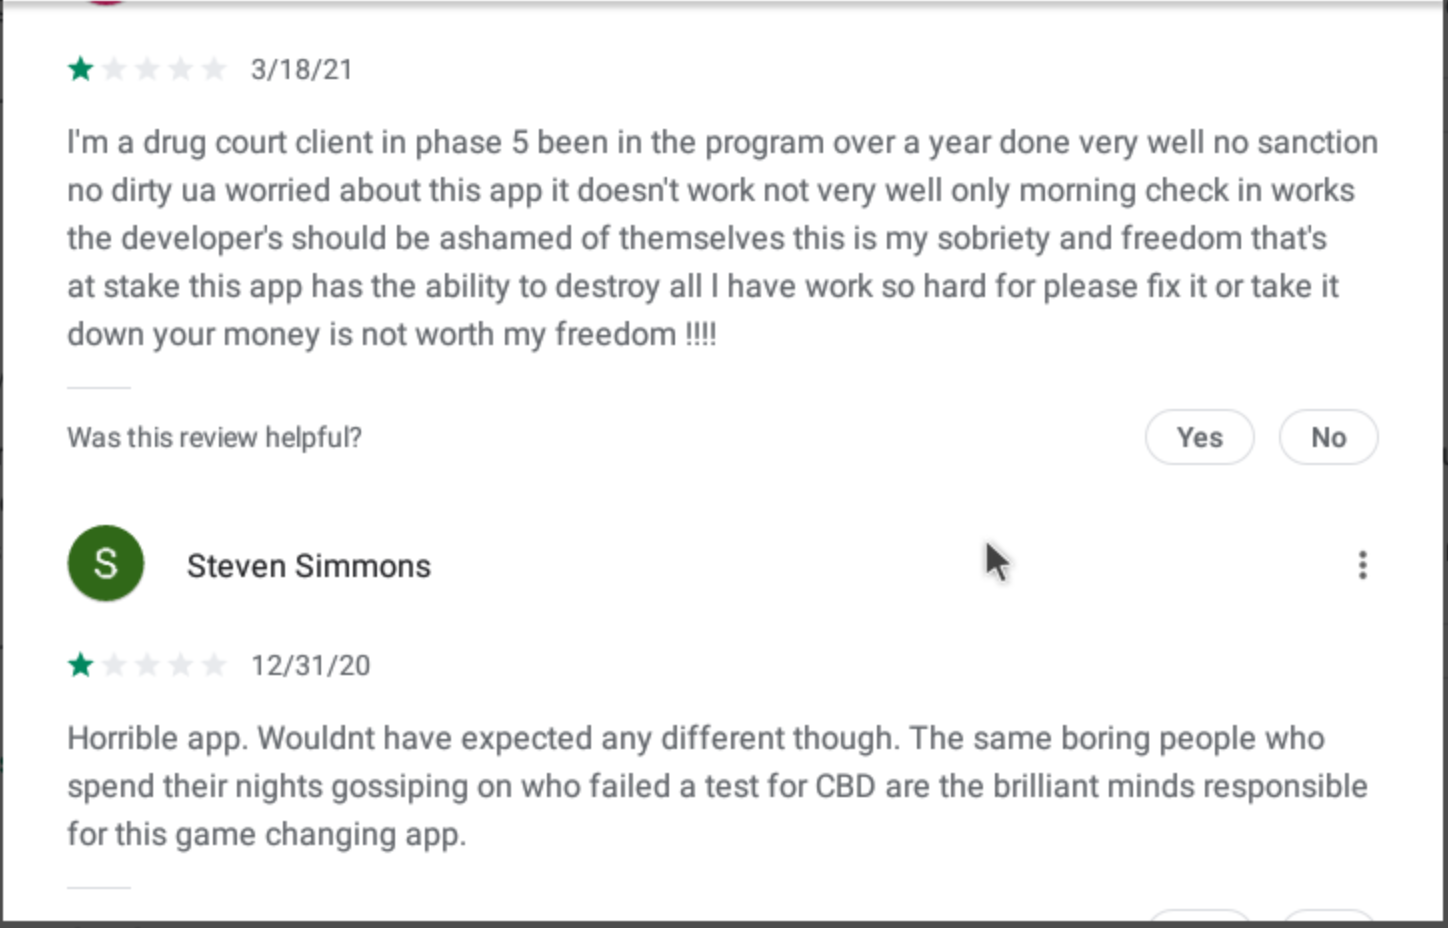 3/18/21
I'm a drug court client in phase 5 been in the program over a year done very well no sanction
no dirty ua worried about this app it doesn't work not very well only morning check in works
the developer's should be ashamed of themselves this is my sobriety and freedom that's
at stake this app has the ability to destroy all I have work so hard for please fix it or take it
down your money is not worth my freedom !!!!
Was this review helpful?
Yes
No
S
Steven Simmons
12/31/20
Horrible app. Wouldnt have expected any different though. The same boring people who
spend their nights gossiping on who failed a test for CBD are the brilliant minds responsible
for this game changing app.